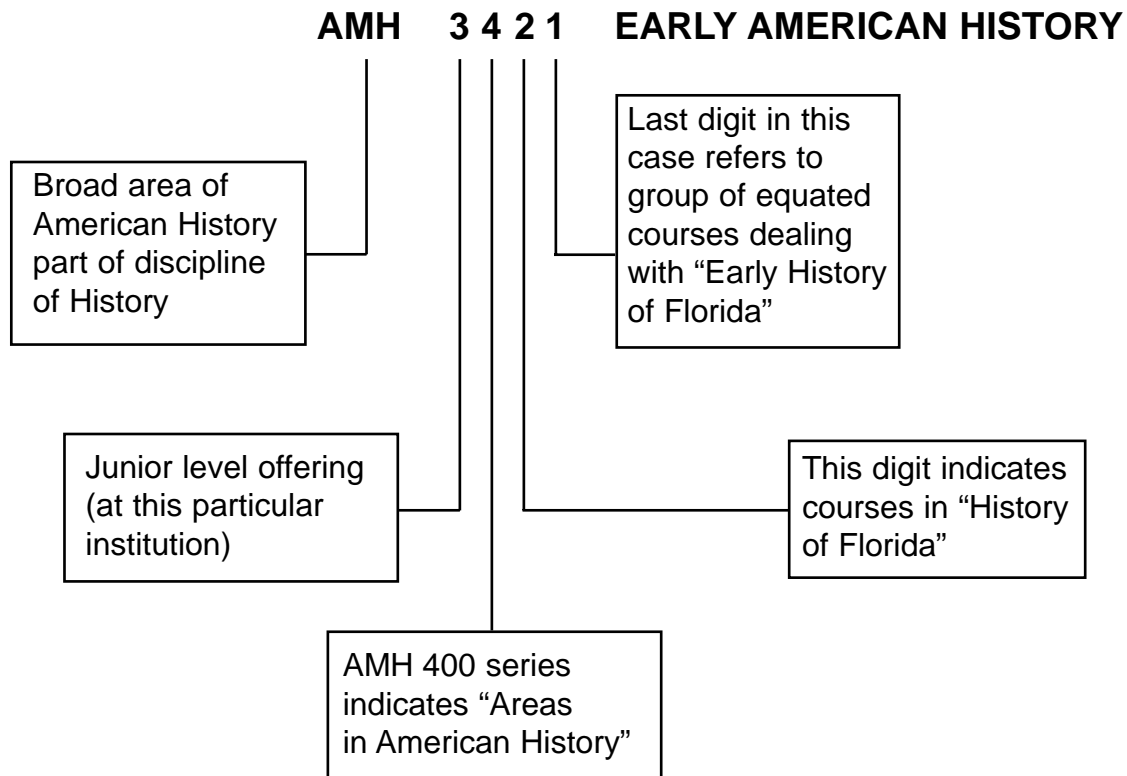 AMH 3 4 2 1 EARLY AMERICAN HISTORY
Last digit in this
case refers to
group of equated
courses dealing
with “Early History
of Florida”
Broad area of
American History
part of discipline
of History
Junior level offering
(at this particular
institution)
This digit indicates
courses in “History
of Florida”
AMH 400 series
indicates “Areas
in American History”